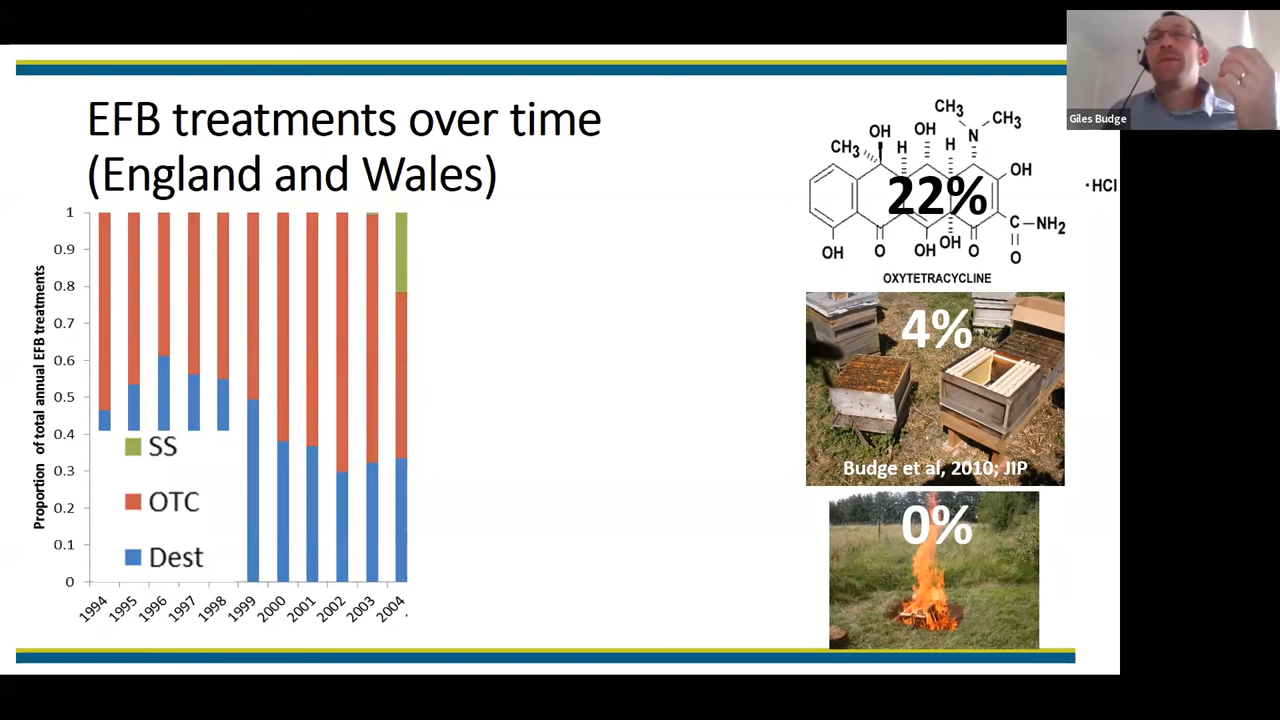 EFB treatments over time
(England and Wales)
Giles Budge
Proportion of total annual EFB treatments
1
0.9
0.8
0.7
0.6
0.5
0.4
0.3
0.2
0.1
0
SS
OTC
Dest
1994
1995
1996
1997
1998
1999
2000
2001
2002
2003
2004
CH₃
CH₃
N
OH
OH
CH₃
H
H
OH
22%
·HCl
C
NH₂
OH
O
OH
OH
O
O
OXYTETRACYCLINE
4%
Budge et al, 2010; JIP
0%